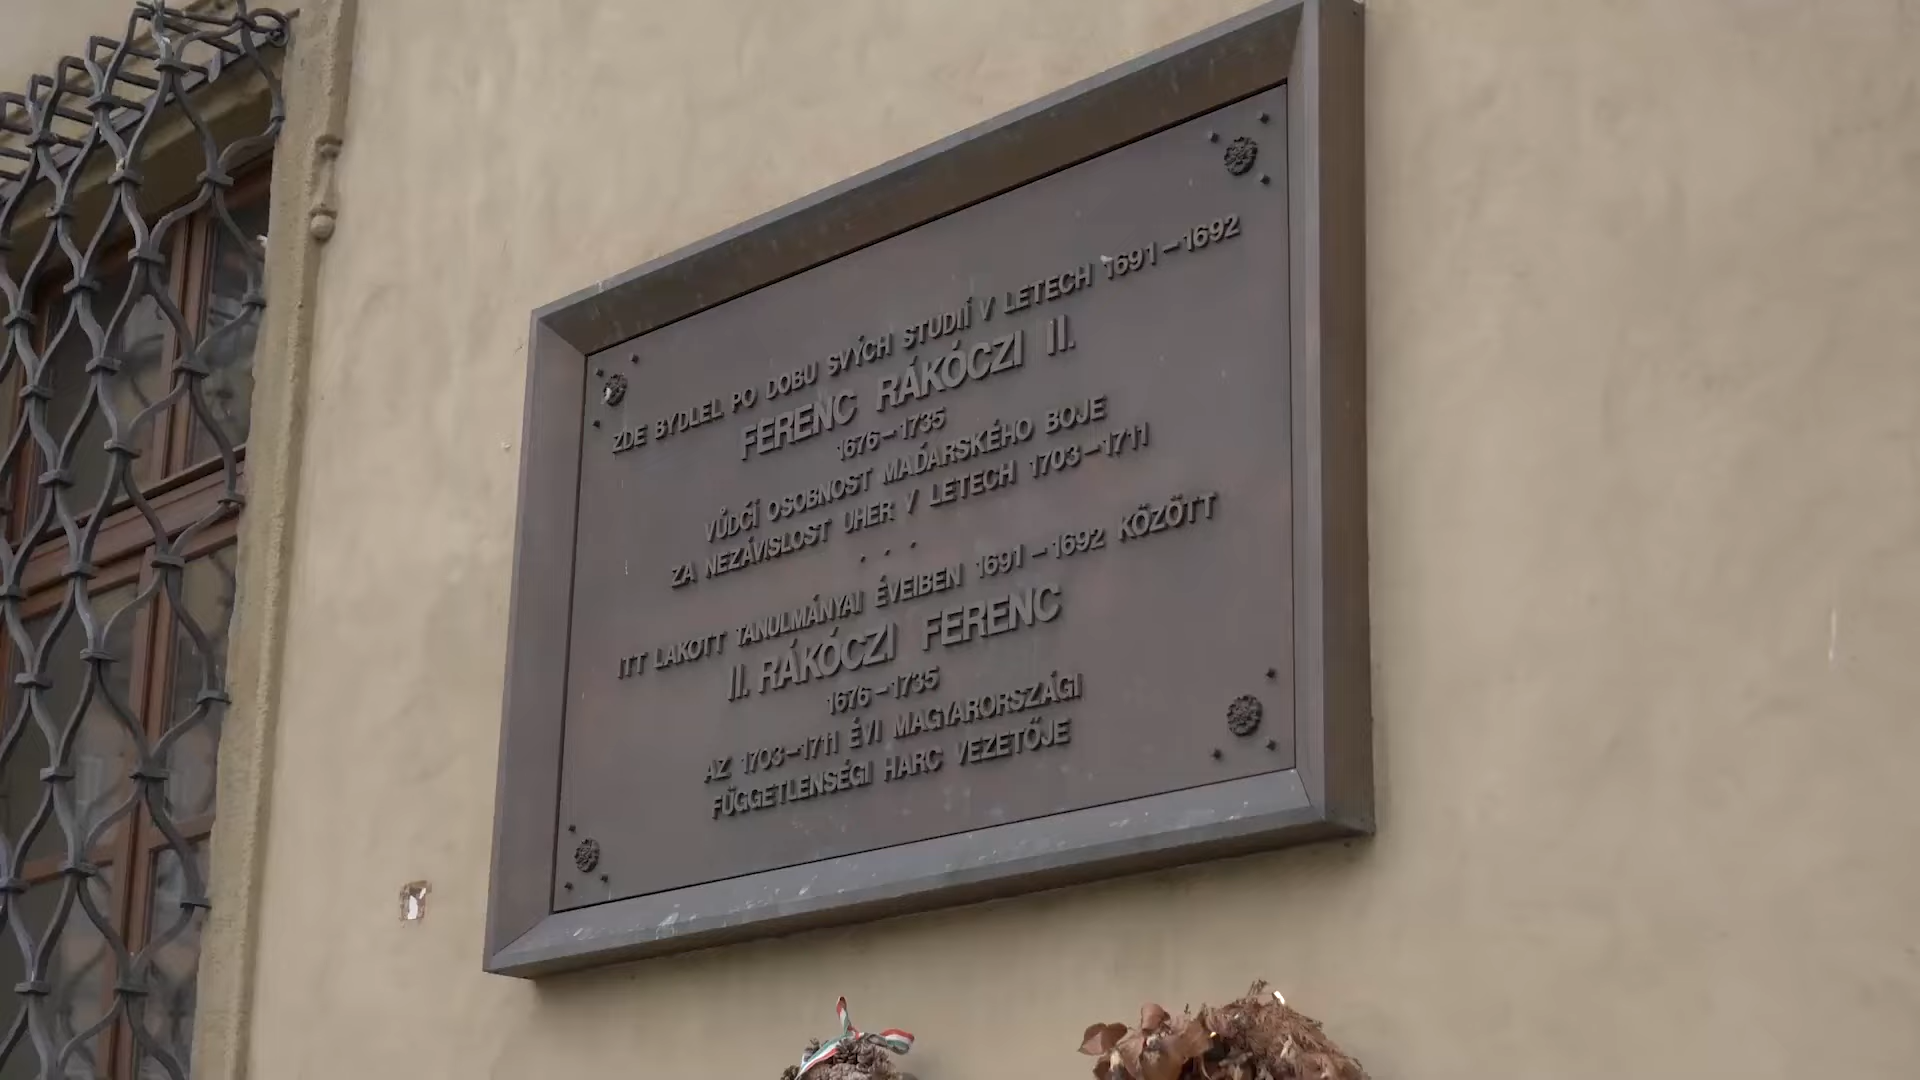 ZDE BYDLEL PO DOBU SVÝCH STUDIÍ V LETECH 1691–1692
FERENC RÁKÓCZI II.
1676–1735
VŮDČÍ OSOBNOST MAĎARSKÉHO BOJE
ZA NEZÁVISLOST UHER V LETECH 1703–1711
. . .
ITT LAKOTT TANULMÁNYAI ÉVEIBEN 1691–1692 KÖZÖTT
II. RÁKÓCZI FERENC
1676–1735
AZ 1703–1711 ÉVI MAGYARORSZÁGI
FÜGGETLENSÉGI HARC VEZETŐJE